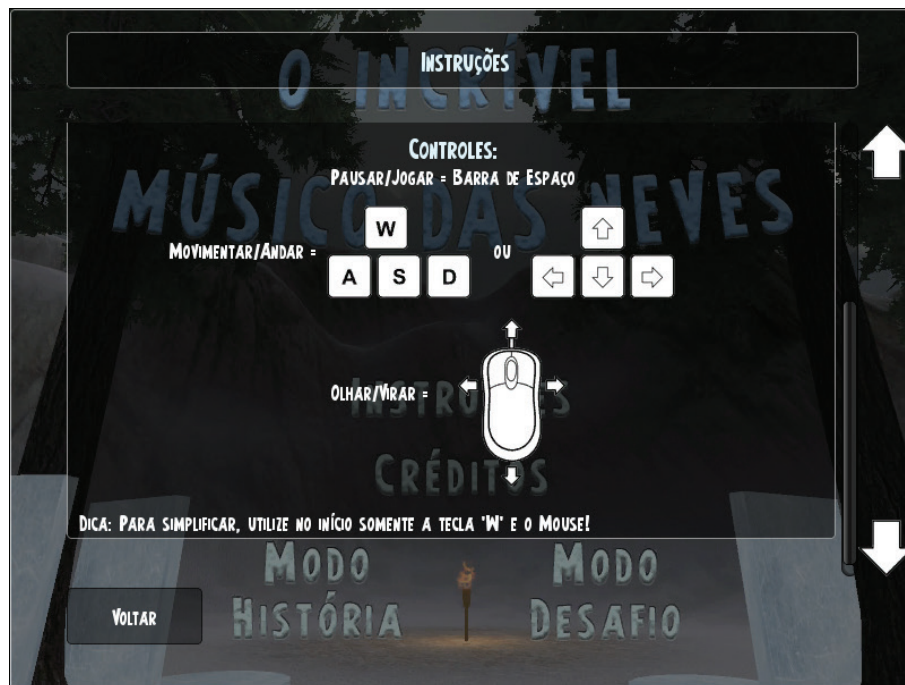 O INCRÍVEL
INSTRUÇÕES
CONTROLES:
PAUSAR/JOGAR = BARRA DE ESPAÇO
MÚSICO DAS NEVES
W
MOVIMENTAR/ANDAR = A S D OU
OLHAR/VIRAR =
INSTRUÇÕES
CRÉDITOS
DICA: PARA SIMPLIFICAR, UTILIZE NO INÍCIO SOMENTE A TECLA "W" E O MOUSE!
MODO HISTÓRIA
MODO DESAFIO
VOLTAR